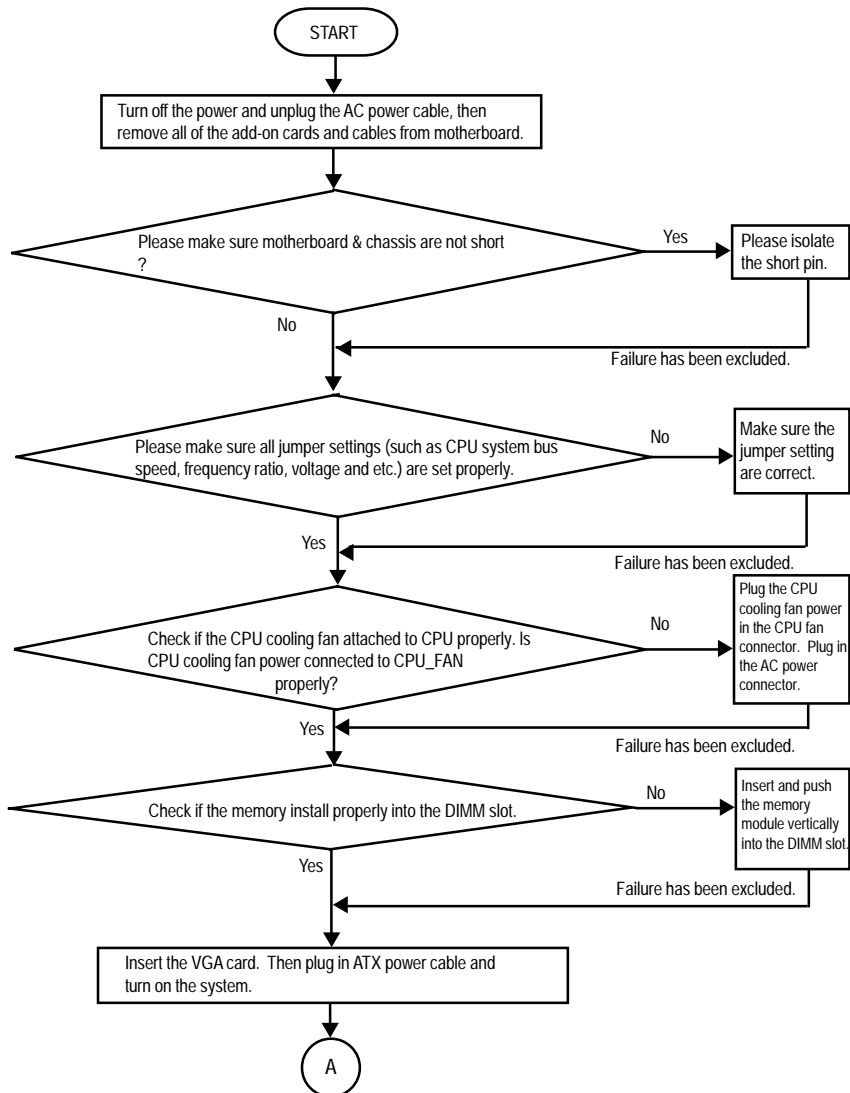 START
Turn off the power and unplug the AC power cable, then
remove all of the add-on cards and cables from motherboard.
Please make sure motherboard & chassis are not short
?
Yes
Please isolate
the short pin.
No
Failure has been excluded.
Please make sure all jumper settings (such as CPU system bus
speed, frequency ratio, voltage and etc.) are set properly.
No
Make sure the
jumper setting
are correct.
Yes
Failure has been excluded.
Check if the CPU cooling fan attached to CPU properly. Is
CPU cooling fan power connected to CPU_FAN
properly?
No
Plug the CPU
cooling fan power
in the CPU fan
connector. Plug in
the AC power
connector.
Yes
Failure has been excluded.
Check if the memory install properly into the DIMM slot.
No
Insert and push
the memory
module vertically
into the DIMM slot.
Yes
Failure has been excluded.
Insert the VGA card. Then plug in ATX power cable and
turn on the system.
A